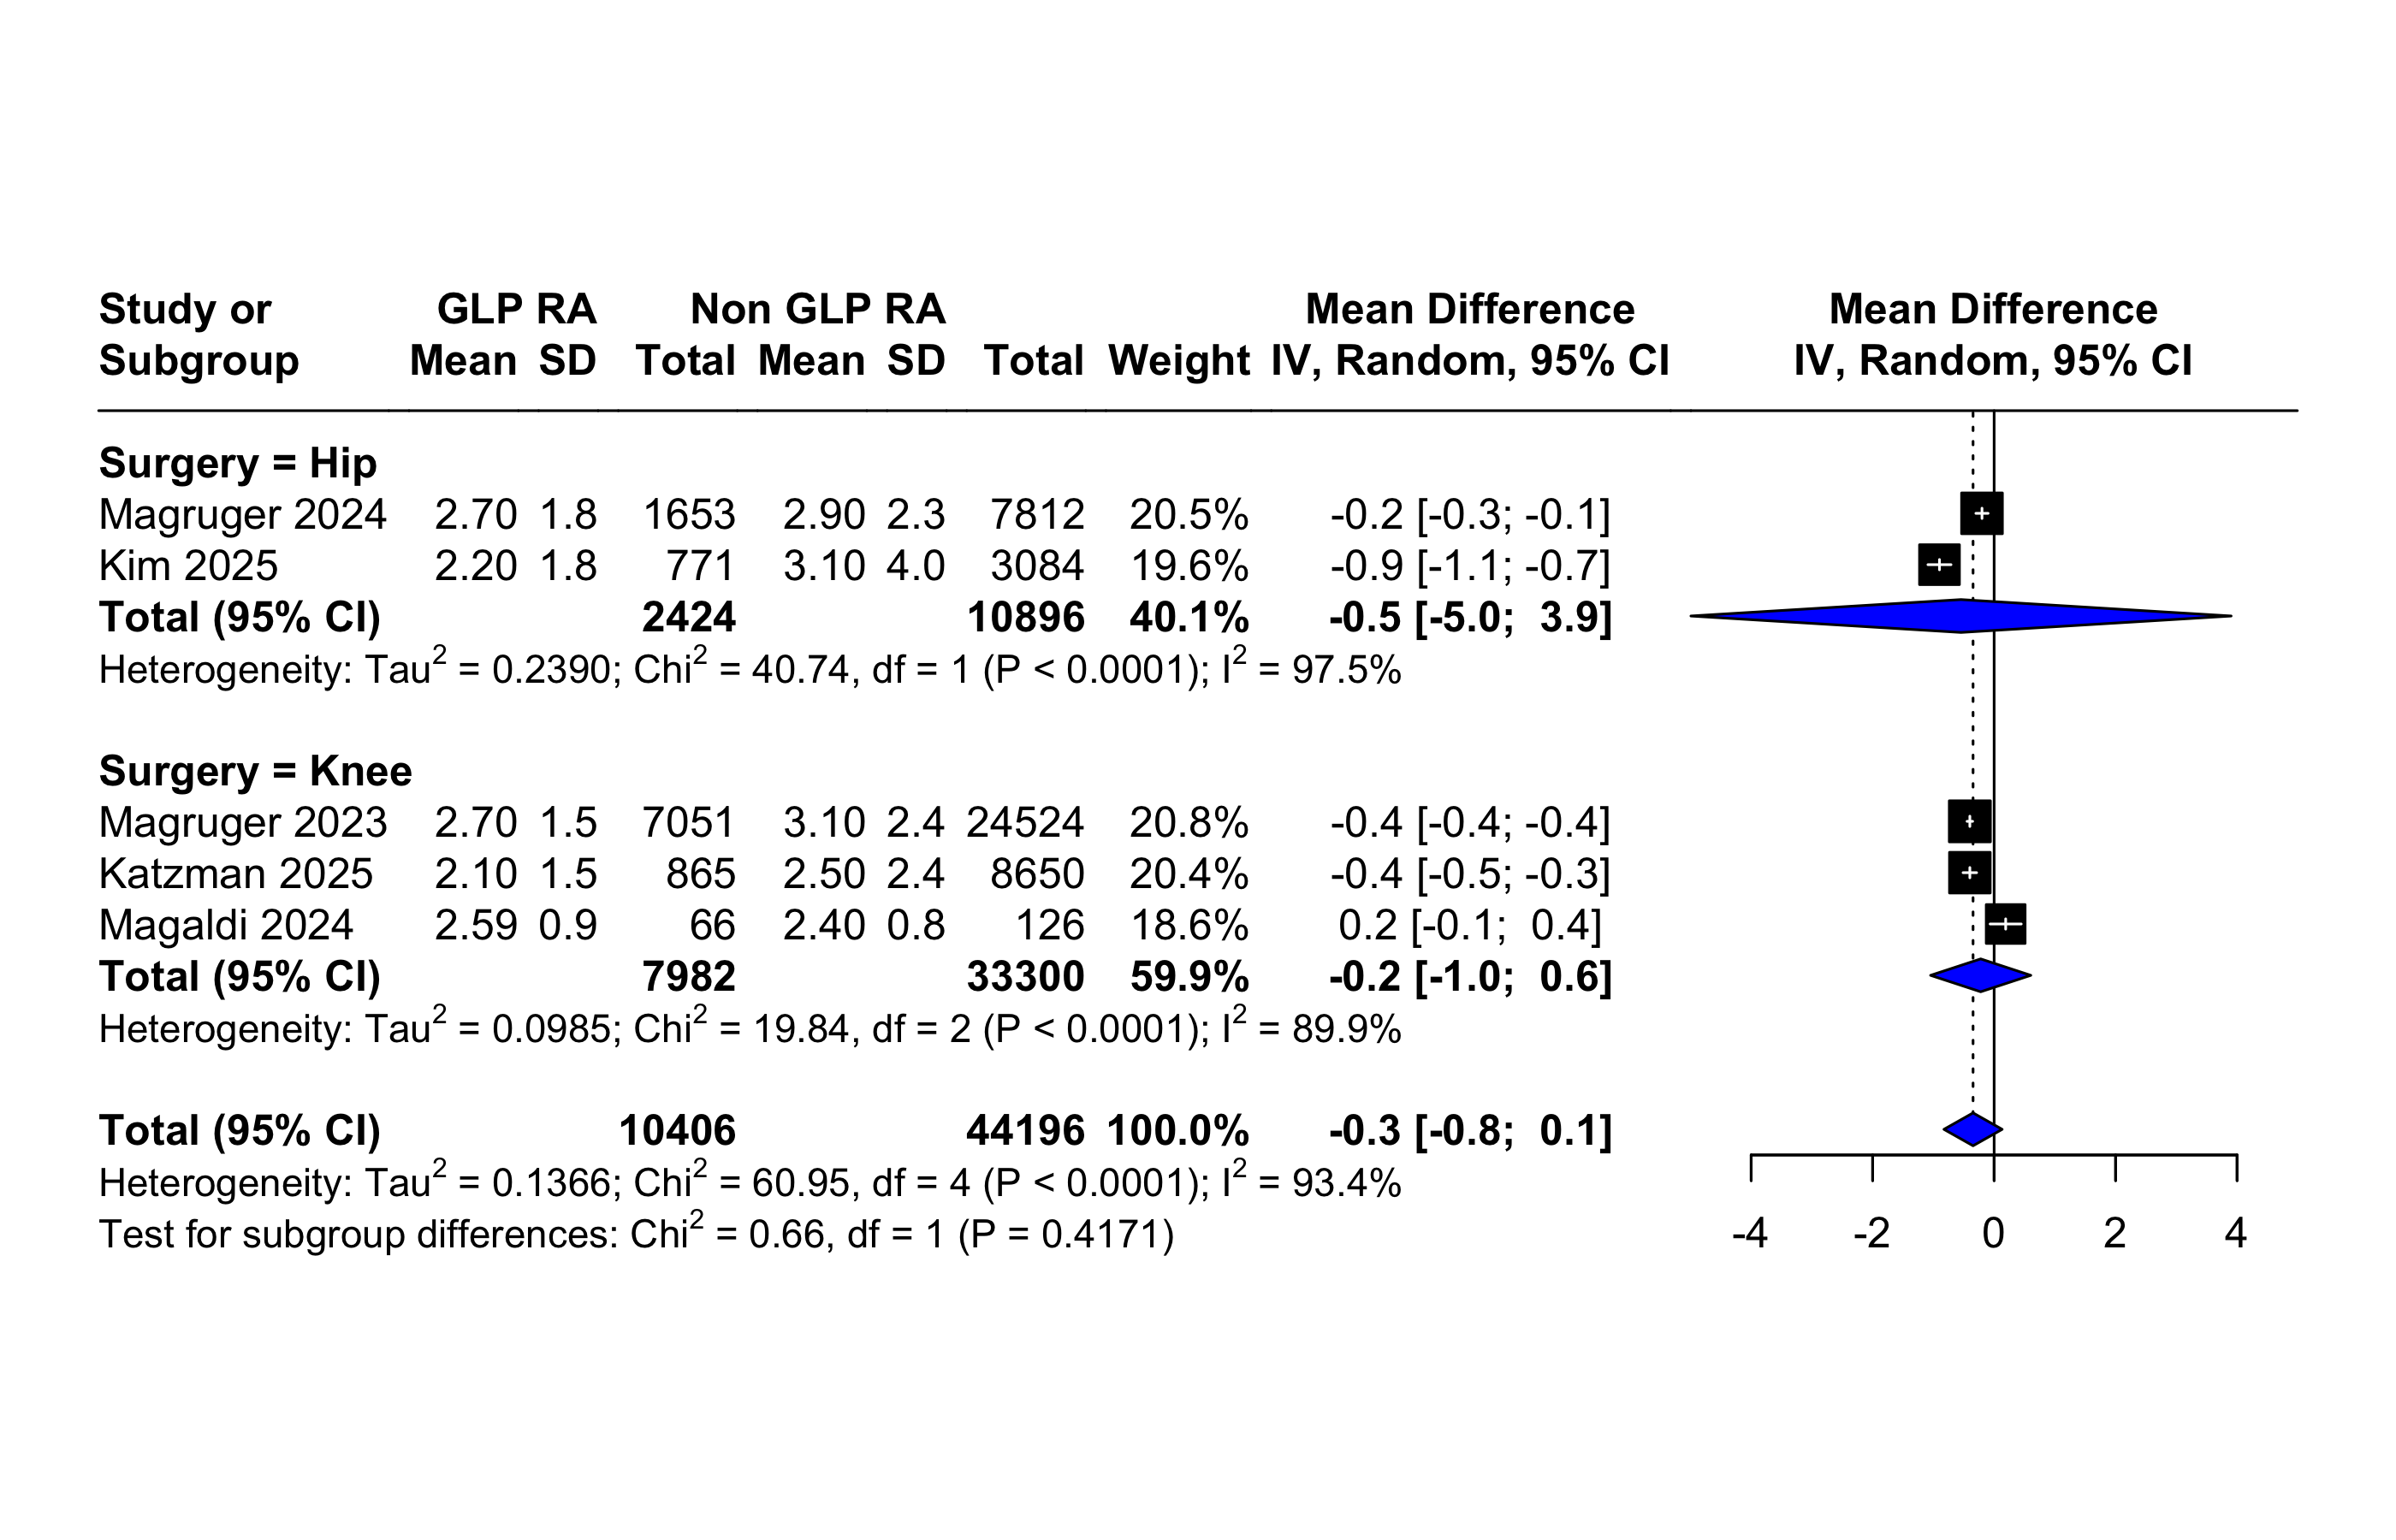 Study or GLP RA Non GLP RA Mean Difference Mean Difference
Subgroup Mean SD Total Mean SD Total Weight IV, Random, 95% CI IV, Random, 95% CI
Surgery = Hip
Magruger 2024 2.70 1.8 1653 2.90 2.3 7812 20.5% -0.2 [-0.3; -0.1]
Kim 2025 2.20 1.8 771 3.10 4.0 3084 19.6% -0.9 [-1.1; -0.7]
Total (95% CI) 2424 10896 40.1% -0.5 [-5.0; 3.9]
Heterogeneity: Tau² = 0.2390; Chi² = 40.74, df = 1 (P < 0.0001); I² = 97.5%
Surgery = Knee
Magruger 2023 2.70 1.5 7051 3.10 2.4 24524 20.8% -0.4 [-0.4; -0.4]
Katzman 2025 2.10 1.5 865 2.50 2.4 8650 20.4% -0.4 [-0.5; -0.3]
Magaldi 2024 2.59 0.9 66 2.40 0.8 126 18.6% 0.2 [-0.1; 0.4]
Total (95% CI) 7982 33300 59.9% -0.2 [-1.0; 0.6]
Heterogeneity: Tau² = 0.0985; Chi² = 19.84, df = 2 (P < 0.0001); I² = 89.9%
Total (95% CI) 10406 44196 100.0% -0.3 [-0.8; 0.1]
Heterogeneity: Tau² = 0.1366; Chi² = 60.95, df = 4 (P < 0.0001); I² = 93.4%
Test for subgroup differences: Chi² = 0.66, df = 1 (P = 0.4171)
-4 -2 0 2 4